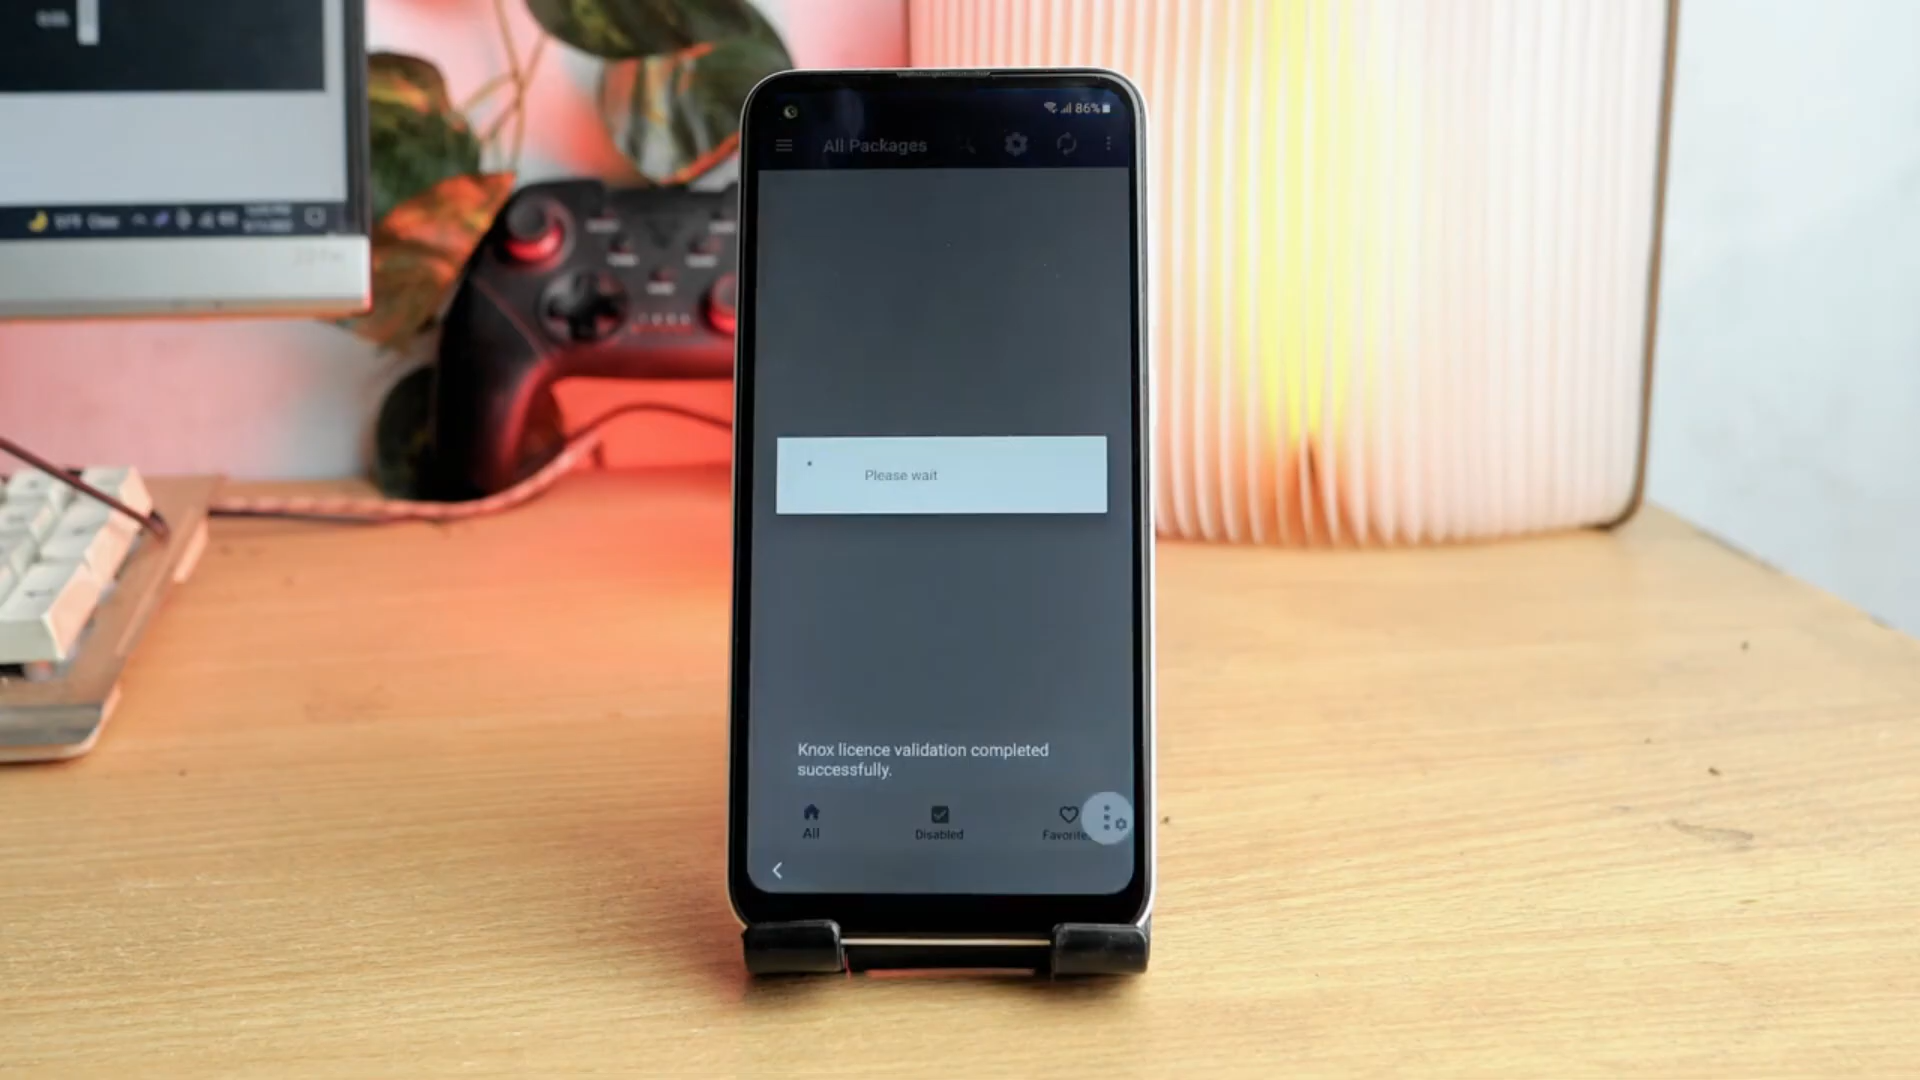 86%
All Packages
Please wait
Knox licence validation completed
successfully.
All
Disabled
Favorite